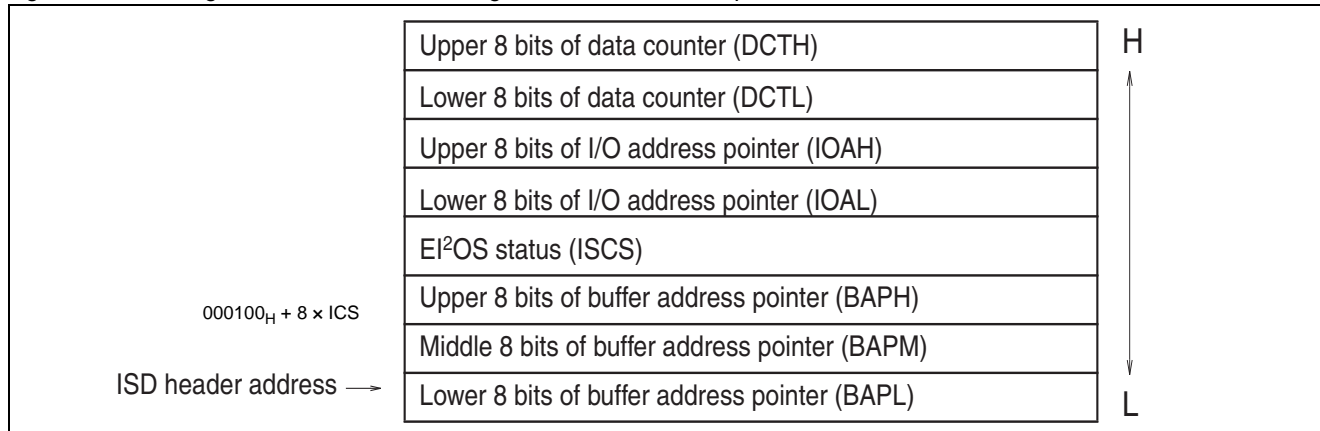 Upper 8 bits of data counter (DCTH)
H
Lower 8 bits of data counter (DCTL)
Upper 8 bits of I/O address pointer (IOAH)
Lower 8 bits of I/O address pointer (IOAL)
EI²OS status (ISCS)
Upper 8 bits of buffer address pointer (BAPH)
000100H + 8 × ICS
Middle 8 bits of buffer address pointer (BAPM)
ISD header address →
Lower 8 bits of buffer address pointer (BAPL)
L